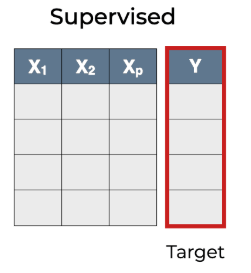 Supervised
X₁ X₂ Xₚ Y
Target